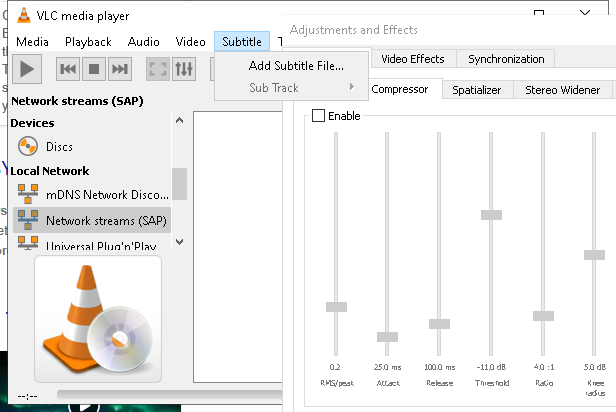 VLC media player
Media Playback Audio Video Subtitle
Add Subtitle File...
Sub Track
Network streams (SAP)
Devices
Discs
Local Network
mDNS Network Disco...
Network streams (SAP)
Universal Plug'n'Play
--:--
Adjustments and Effects
Video Effects Synchronization
Compressor Spatializer Stereo Widener
Enable
0.2 25.0 ms 100.0 ms -11.0 dB 4.0 :1 5.0 dB
RMS/peak Attack Release Threshold Ratio Knee
radius